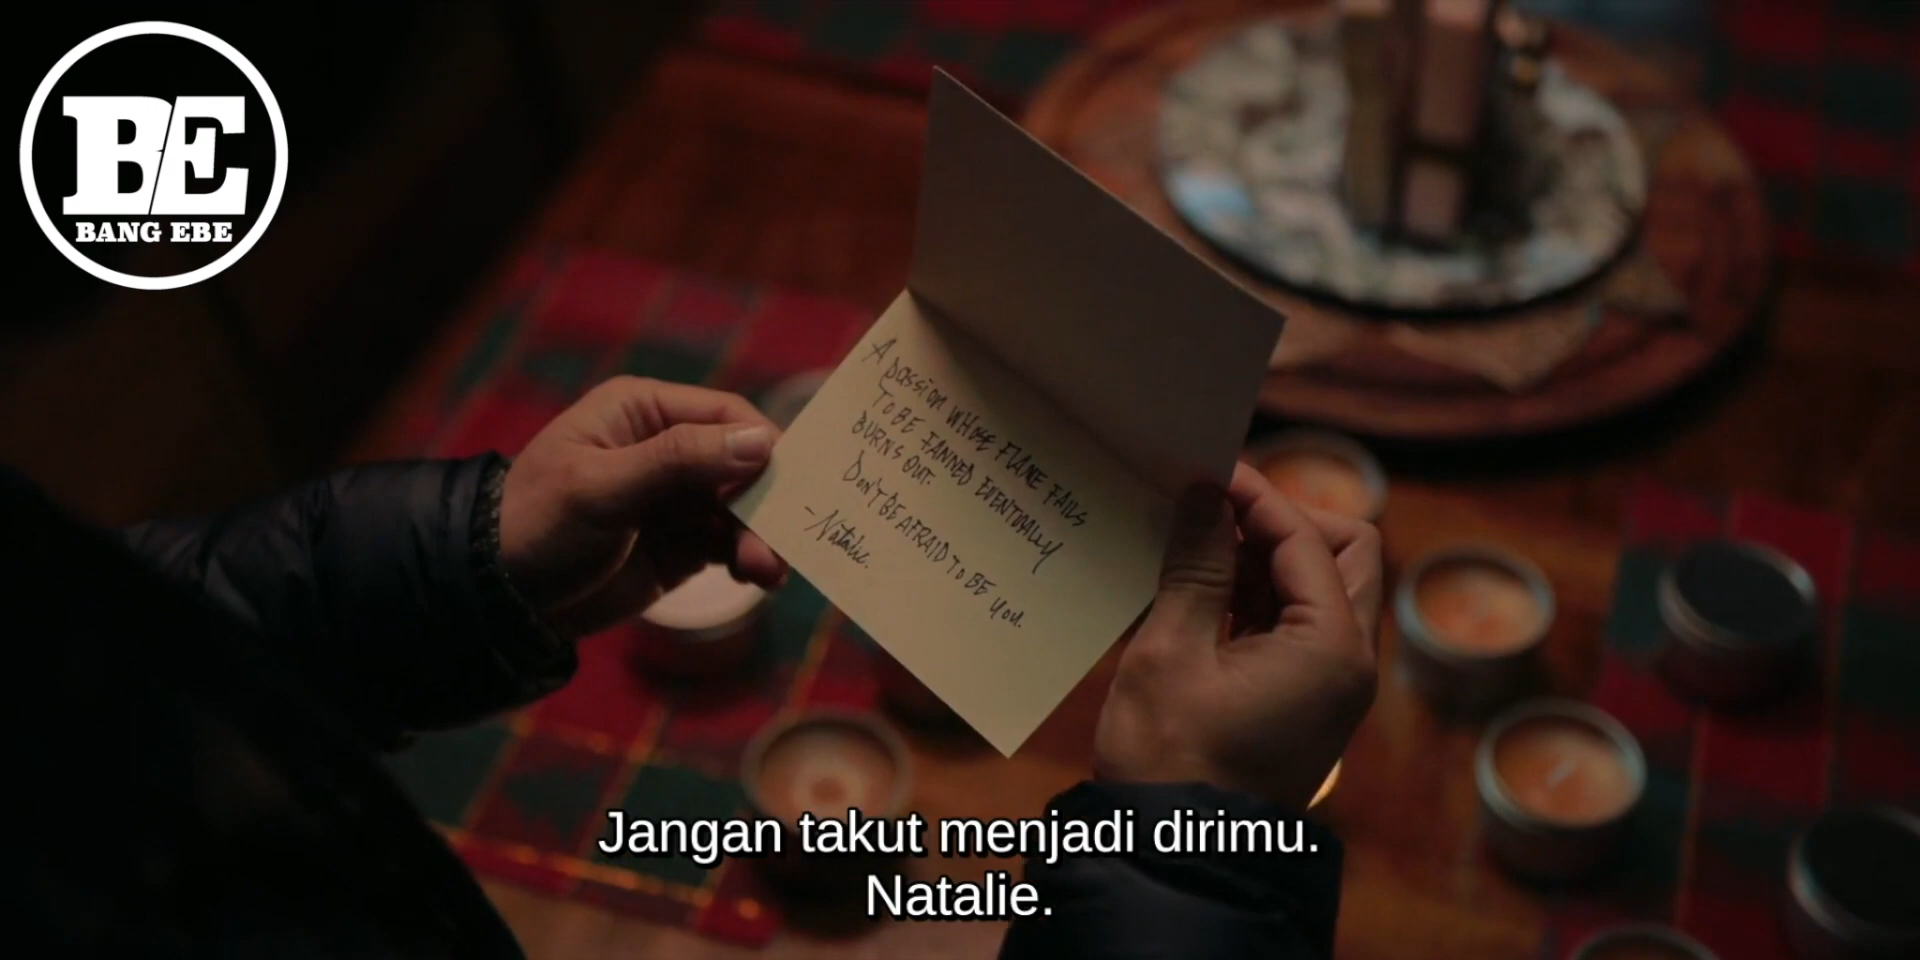 BE
BANG EBE
A passion whose flame fails
To be fanned eventually
burns out.
Don't be afraid to be you.
-Natalie.
Jangan takut menjadi dirimu.
Natalie.